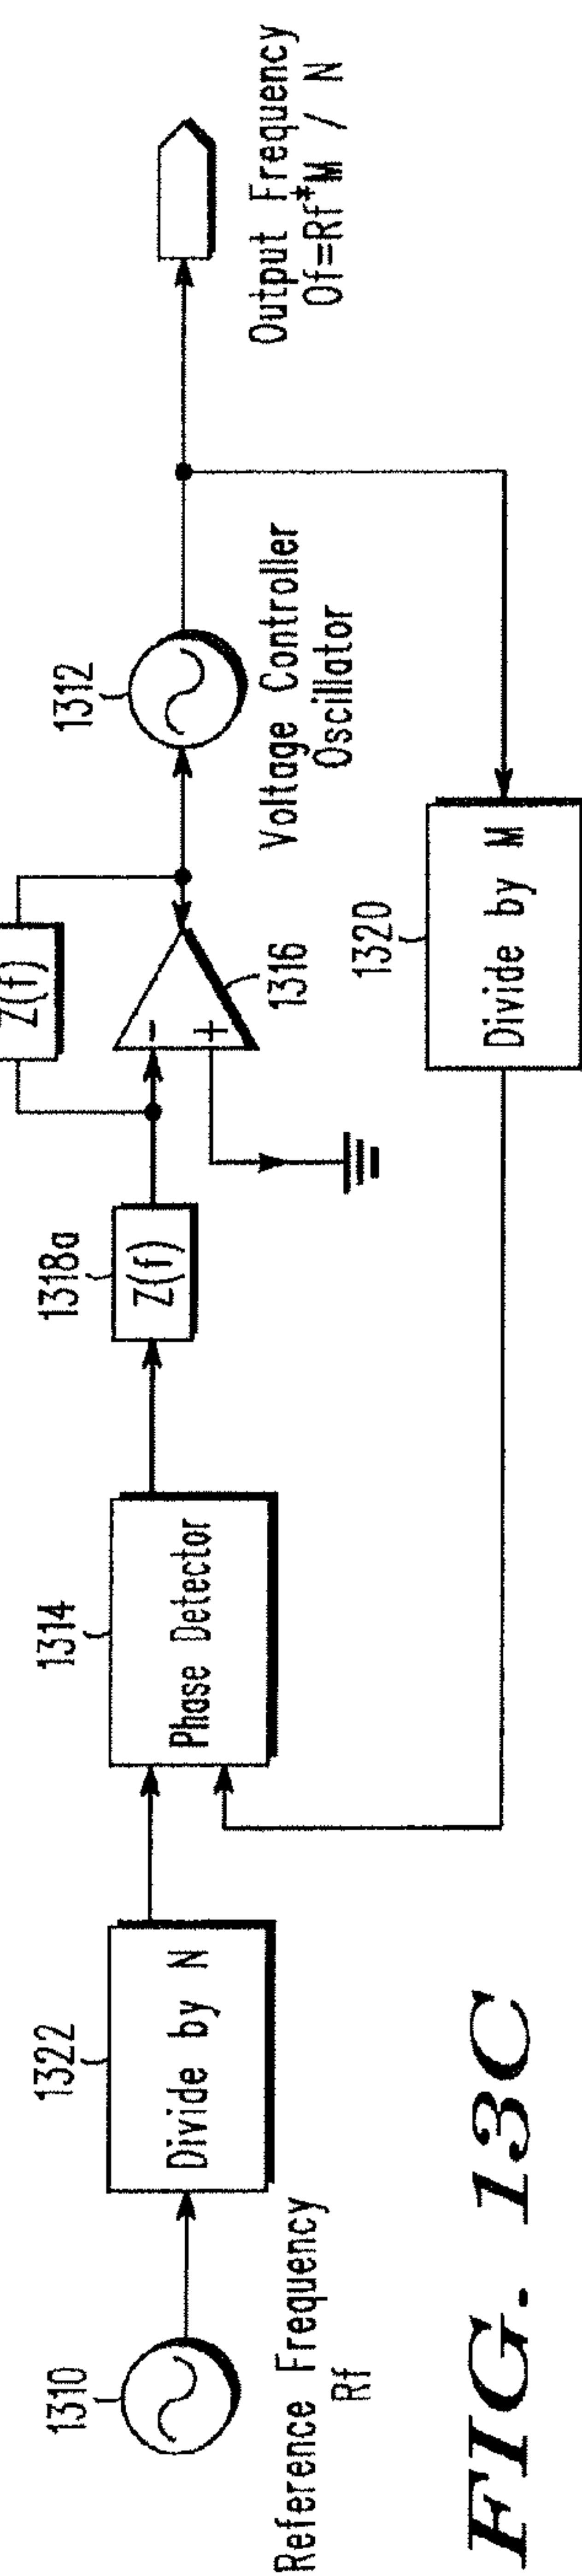 1310
Reference Frequency
Rf
1322
Divide by N
1314
Phase Detector
1318a
Z(f)
Z(f)
-
+
1316
1312
Voltage Controller
Oscillator
1320
Divide by M
Output Frequency
Of=Rf*M / N
FIG. 13C